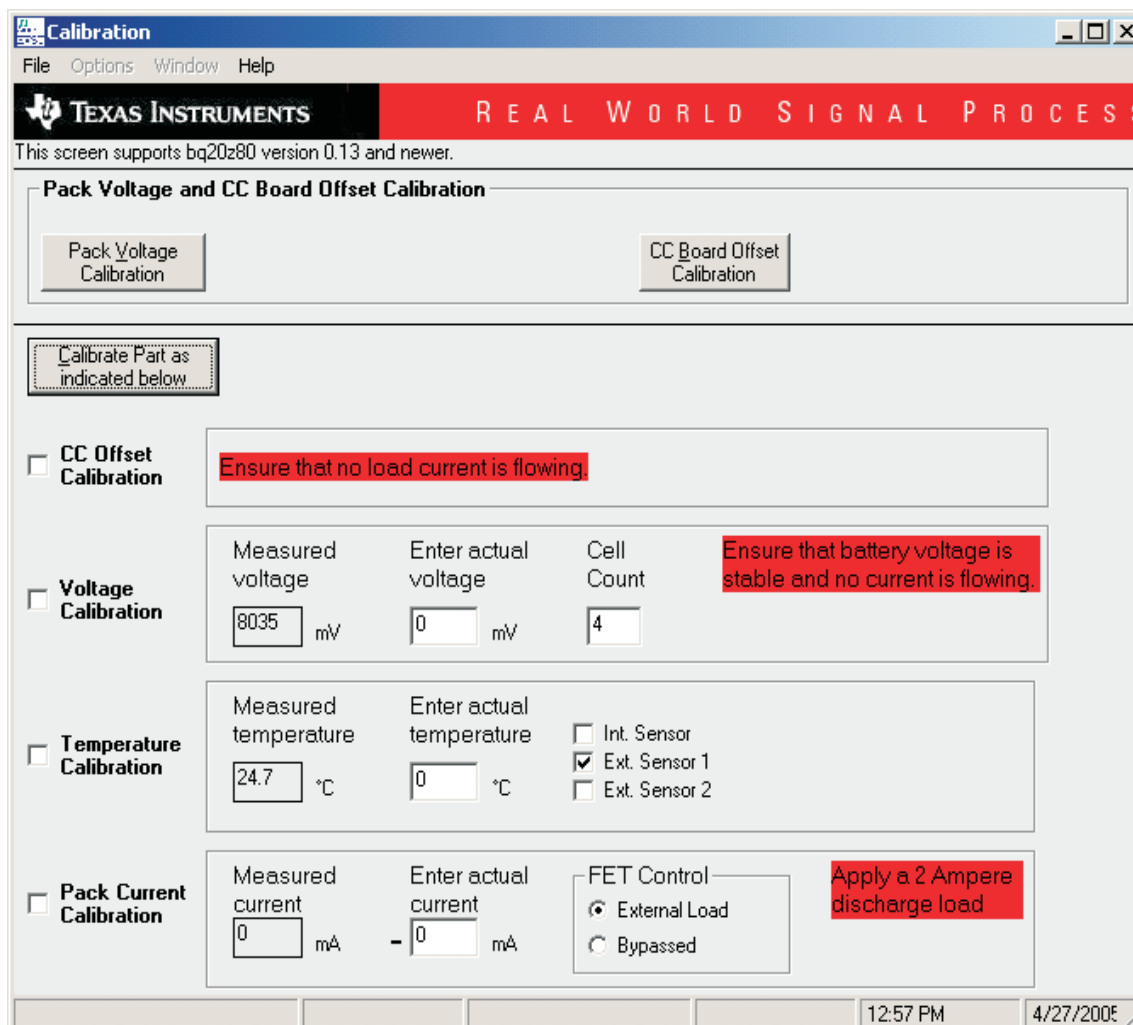 Calibration
File Options Window Help
TEXAS INSTRUMENTS REAL WORLD SIGNAL PROCES
This screen supports bq20z80 version 0.13 and newer.
Pack Voltage and CC Board Offset Calibration
Pack Voltage
Calibration
CC Board Offset
Calibration
Calibrate Part as
indicated below
CC Offset
Calibration
Ensure that no load current is flowing.
Voltage
Calibration
Measured
voltage
8035 mV
Enter actual
voltage
0 mV
Cell
Count
4
Ensure that battery voltage is
stable and no current is flowing.
Temperature
Calibration
Measured
temperature
24.7 °C
Enter actual
temperature
0 °C
Int. Sensor
Ext. Sensor 1
Ext. Sensor 2
Pack Current
Calibration
Measured
current
0 mA
Enter actual
current
- 0 mA
FET Control
External Load
Bypassed
Apply a 2 Ampere
discharge load
12:57 PM 4/27/2005